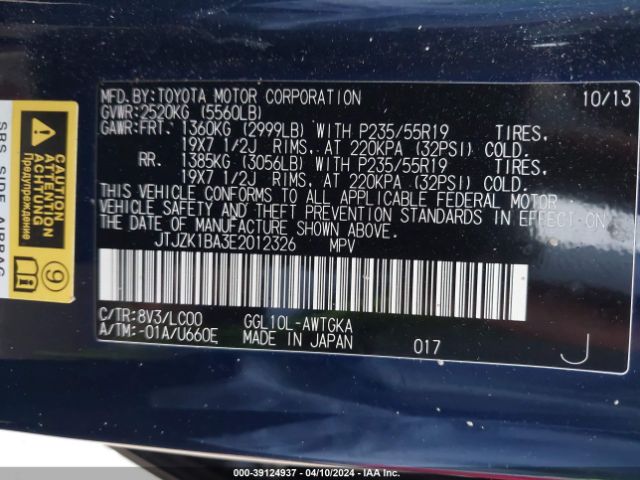 MFD.BY:TOYOTA MOTOR CORPORATION 10/13
GVWR:2520KG (5560LB)
GAWR:FRT. 1360KG (2999LB) WITH P235/55R19 TIRES,
19X7 1/2J RIMS, AT 220KPA (32PSI) COLD.
RR. 1385KG (3056LB) WITH P235/55R19 TIRES,
19X7 1/2J RIMS, AT 220KPA (32PSI) COLD.
THIS VEHICLE CONFORMS TO ALL APPLICABLE FEDERAL MOTOR
VEHICLE SAFETY AND THEFT PREVENTION STANDARDS IN EFFECT ON
THE DATE OF MANUFACTURE SHOWN ABOVE.
JTJZK1BA3E2012326 MPV
C/TR:8V3/LC00 GGL10L-AWTGKA
A/TM:-01A/U660E MADE IN JAPAN 017 J
SRS SIDE AIRBAG
Предупреждение
9
000-39124937 - 04/10/2024 - IAA Inc.